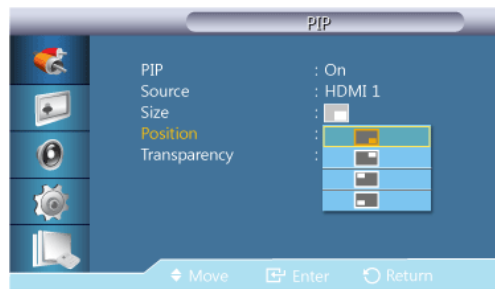 PIP
PIP : On
Source : HDMI 1
Size :
Position :
Transparency :
Move Enter Return